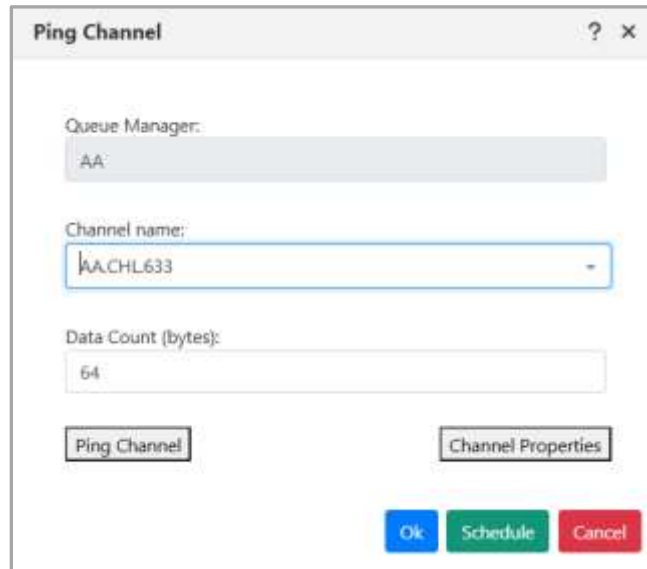 Ping Channel ? ×
Queue Manager:
AA
Channel name:
AA.CHL.633
Data Count (bytes):
64
Ping Channel Channel Properties
Ok Schedule Cancel